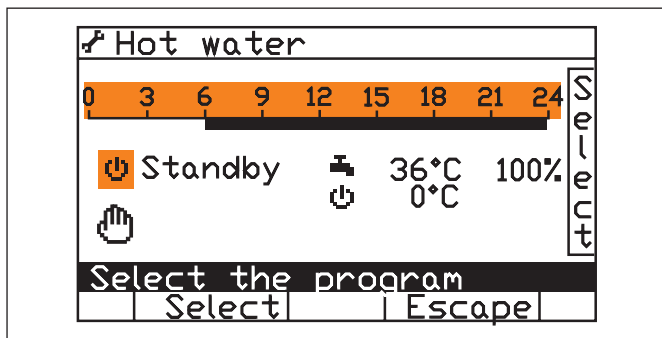 Hot water
0 3 6 9 12 15 18 21 24
Standby 36°C 100%
0°C
Select
Select the program
Select Escape